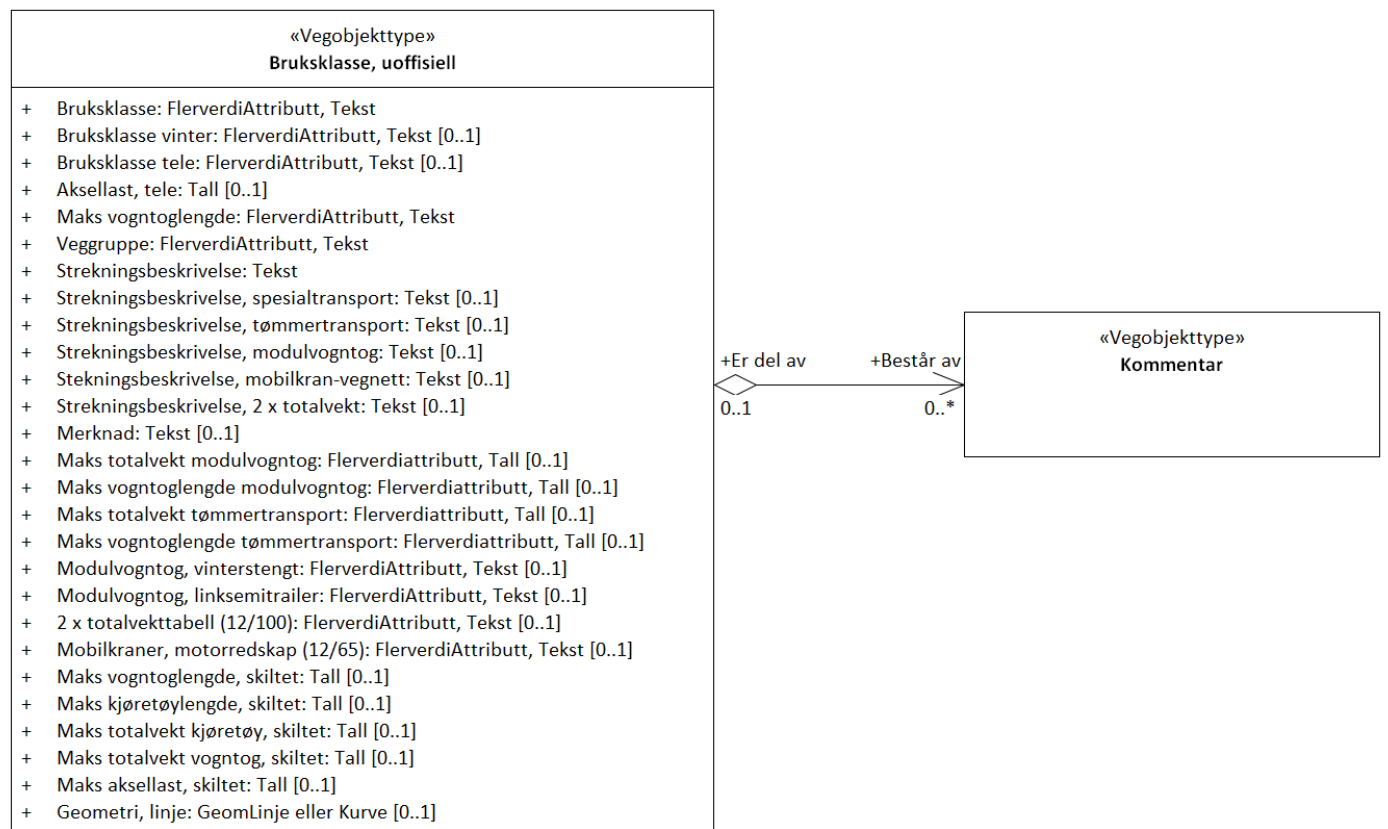 «Vegobjekttype»
Bruksklasse, uoffisiell
+ Bruksklasse: FlerverdiAttributt, Tekst
+ Bruksklasse vinter: FlerverdiAttributt, Tekst [0..1]
+ Bruksklasse tele: FlerverdiAttributt, Tekst [0..1]
+ Aksellast, tele: Tall [0..1]
+ Maks vogntoglengde: FlerverdiAttributt, Tekst
+ Veggruppe: FlerverdiAttributt, Tekst
+ Strekningsbeskrivelse: Tekst
+ Strekningsbeskrivelse, spesialtransport: Tekst [0..1]
+ Strekningsbeskrivelse, tømmertransport: Tekst [0..1]
+ Strekningsbeskrivelse, modulvogntog: Tekst [0..1]
+ Stekningsbeskrivelse, mobilkran-vegnett: Tekst [0..1]
+ Strekningsbeskrivelse, 2 x totalvekt: Tekst [0..1]
+ Merknad: Tekst [0..1]
+ Maks totalvekt modulvogntog: Flerverdiattributt, Tall [0..1]
+ Maks vogntoglengde modulvogntog: Flerverdiattributt, Tall [0..1]
+ Maks totalvekt tømmertransport: Flerverdiattributt, Tall [0..1]
+ Maks vogntoglengde tømmertransport: Flerverdiattributt, Tall [0..1]
+ Modulvogntog, vinterstengt: FlerverdiAttributt, Tekst [0..1]
+ Modulvogntog, linksemitrailer: FlerverdiAttributt, Tekst [0..1]
+ 2 x totalvekttabell (12/100): FlerverdiAttributt, Tekst [0..1]
+ Mobilkraner, motorredskap (12/65): FlerverdiAttributt, Tekst [0..1]
+ Maks vogntoglengde, skiltet: Tall [0..1]
+ Maks kjøretøylengde, skiltet: Tall [0..1]
+ Maks totalvekt kjøretøy, skiltet: Tall [0..1]
+ Maks totalvekt vogntog, skiltet: Tall [0..1]
+ Maks aksellast, skiltet: Tall [0..1]
+ Geometri, linje: GeomLinje eller Kurve [0..1]
+Er del av
+Består av
0..1
0..*
«Vegobjekttype»
Kommentar